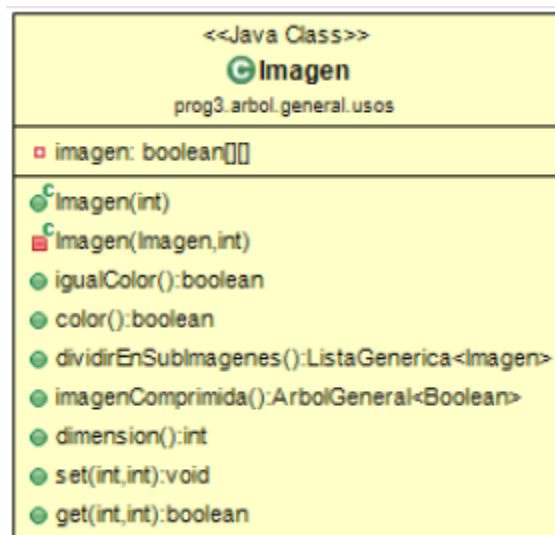 <<Java Class>>
C Imagen
prog3.arbol.general.usos
imagen: boolean[][]
C Imagen(int)
C Imagen(Imagen,int)
igualColor():boolean
color():boolean
dividirEnSubImagenes():ListaGenerica<Imagen>
imagenComprimida():ArbolGeneral<Boolean>
dimension():int
set(int,int):void
get(int,int):boolean